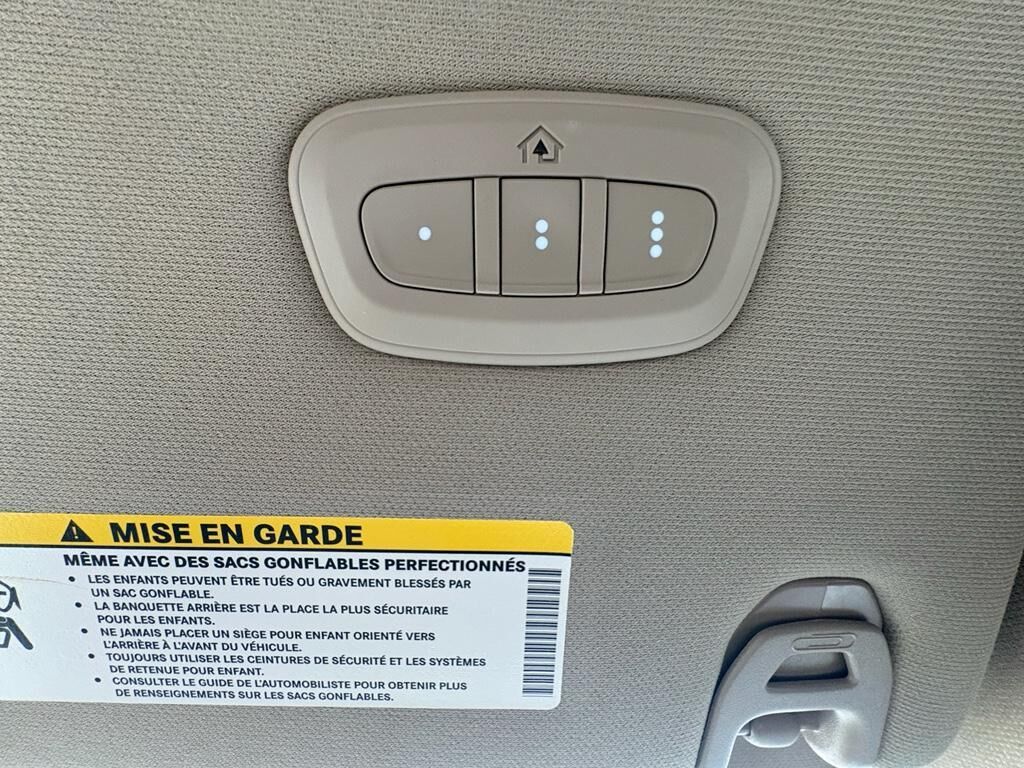 MISE EN GARDE
MÊME AVEC DES SACS GONFLABLES PERFECTIONNÉS
• LES ENFANTS PEUVENT ÊTRE TUÉS OU GRAVEMENT BLESSÉS PAR
UN SAC GONFLABLE.
• LA BANQUETTE ARRIÈRE EST LA PLACE LA PLUS SÉCURITAIRE
POUR LES ENFANTS.
• NE JAMAIS PLACER UN SIÈGE POUR ENFANT ORIENTÉ VERS
L'ARRIÈRE À L'AVANT DU VÉHICULE.
• TOUJOURS UTILISER LES CEINTURES DE SÉCURITÉ ET LES SYSTÈMES
DE RETENUE POUR ENFANT.
• CONSULTER LE GUIDE DE L'AUTOMOBILISTE POUR OBTENIR PLUS
DE RENSEIGNEMENTS SUR LES SACS GONFLABLES.